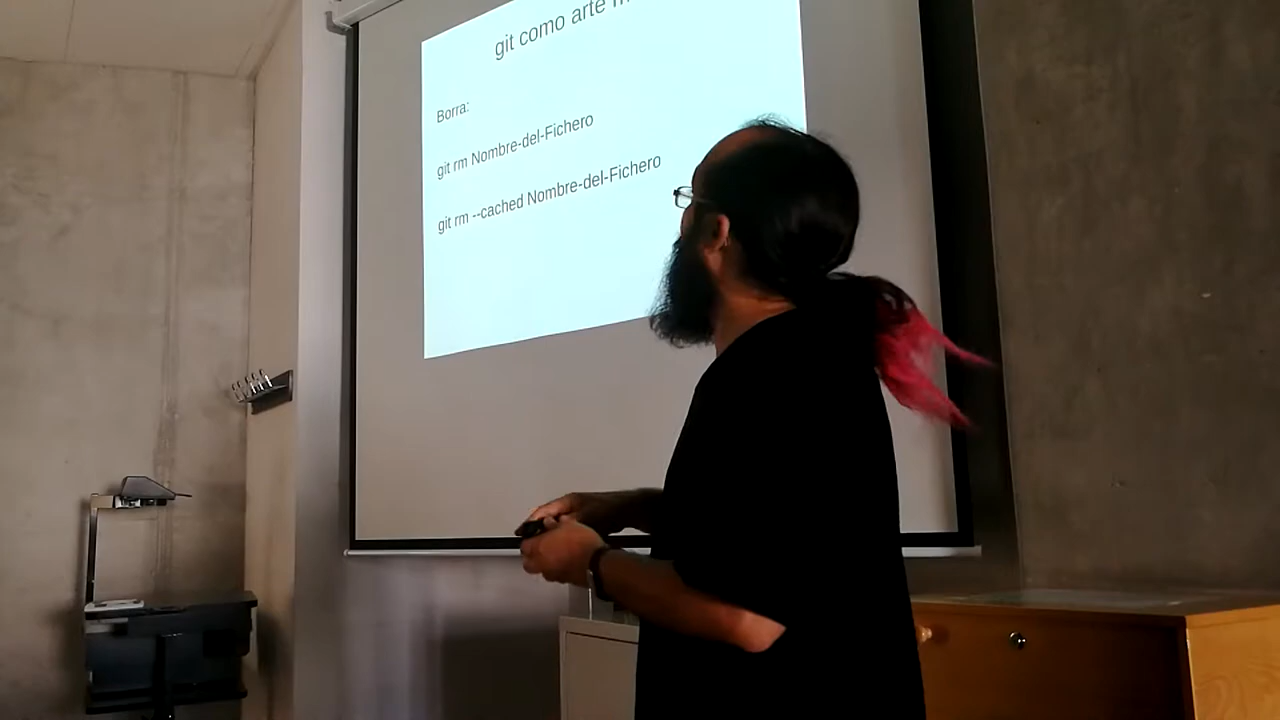 git como arte
Borra:
git rm Nombre-del-Fichero
git rm --cached Nombre-del-Fichero